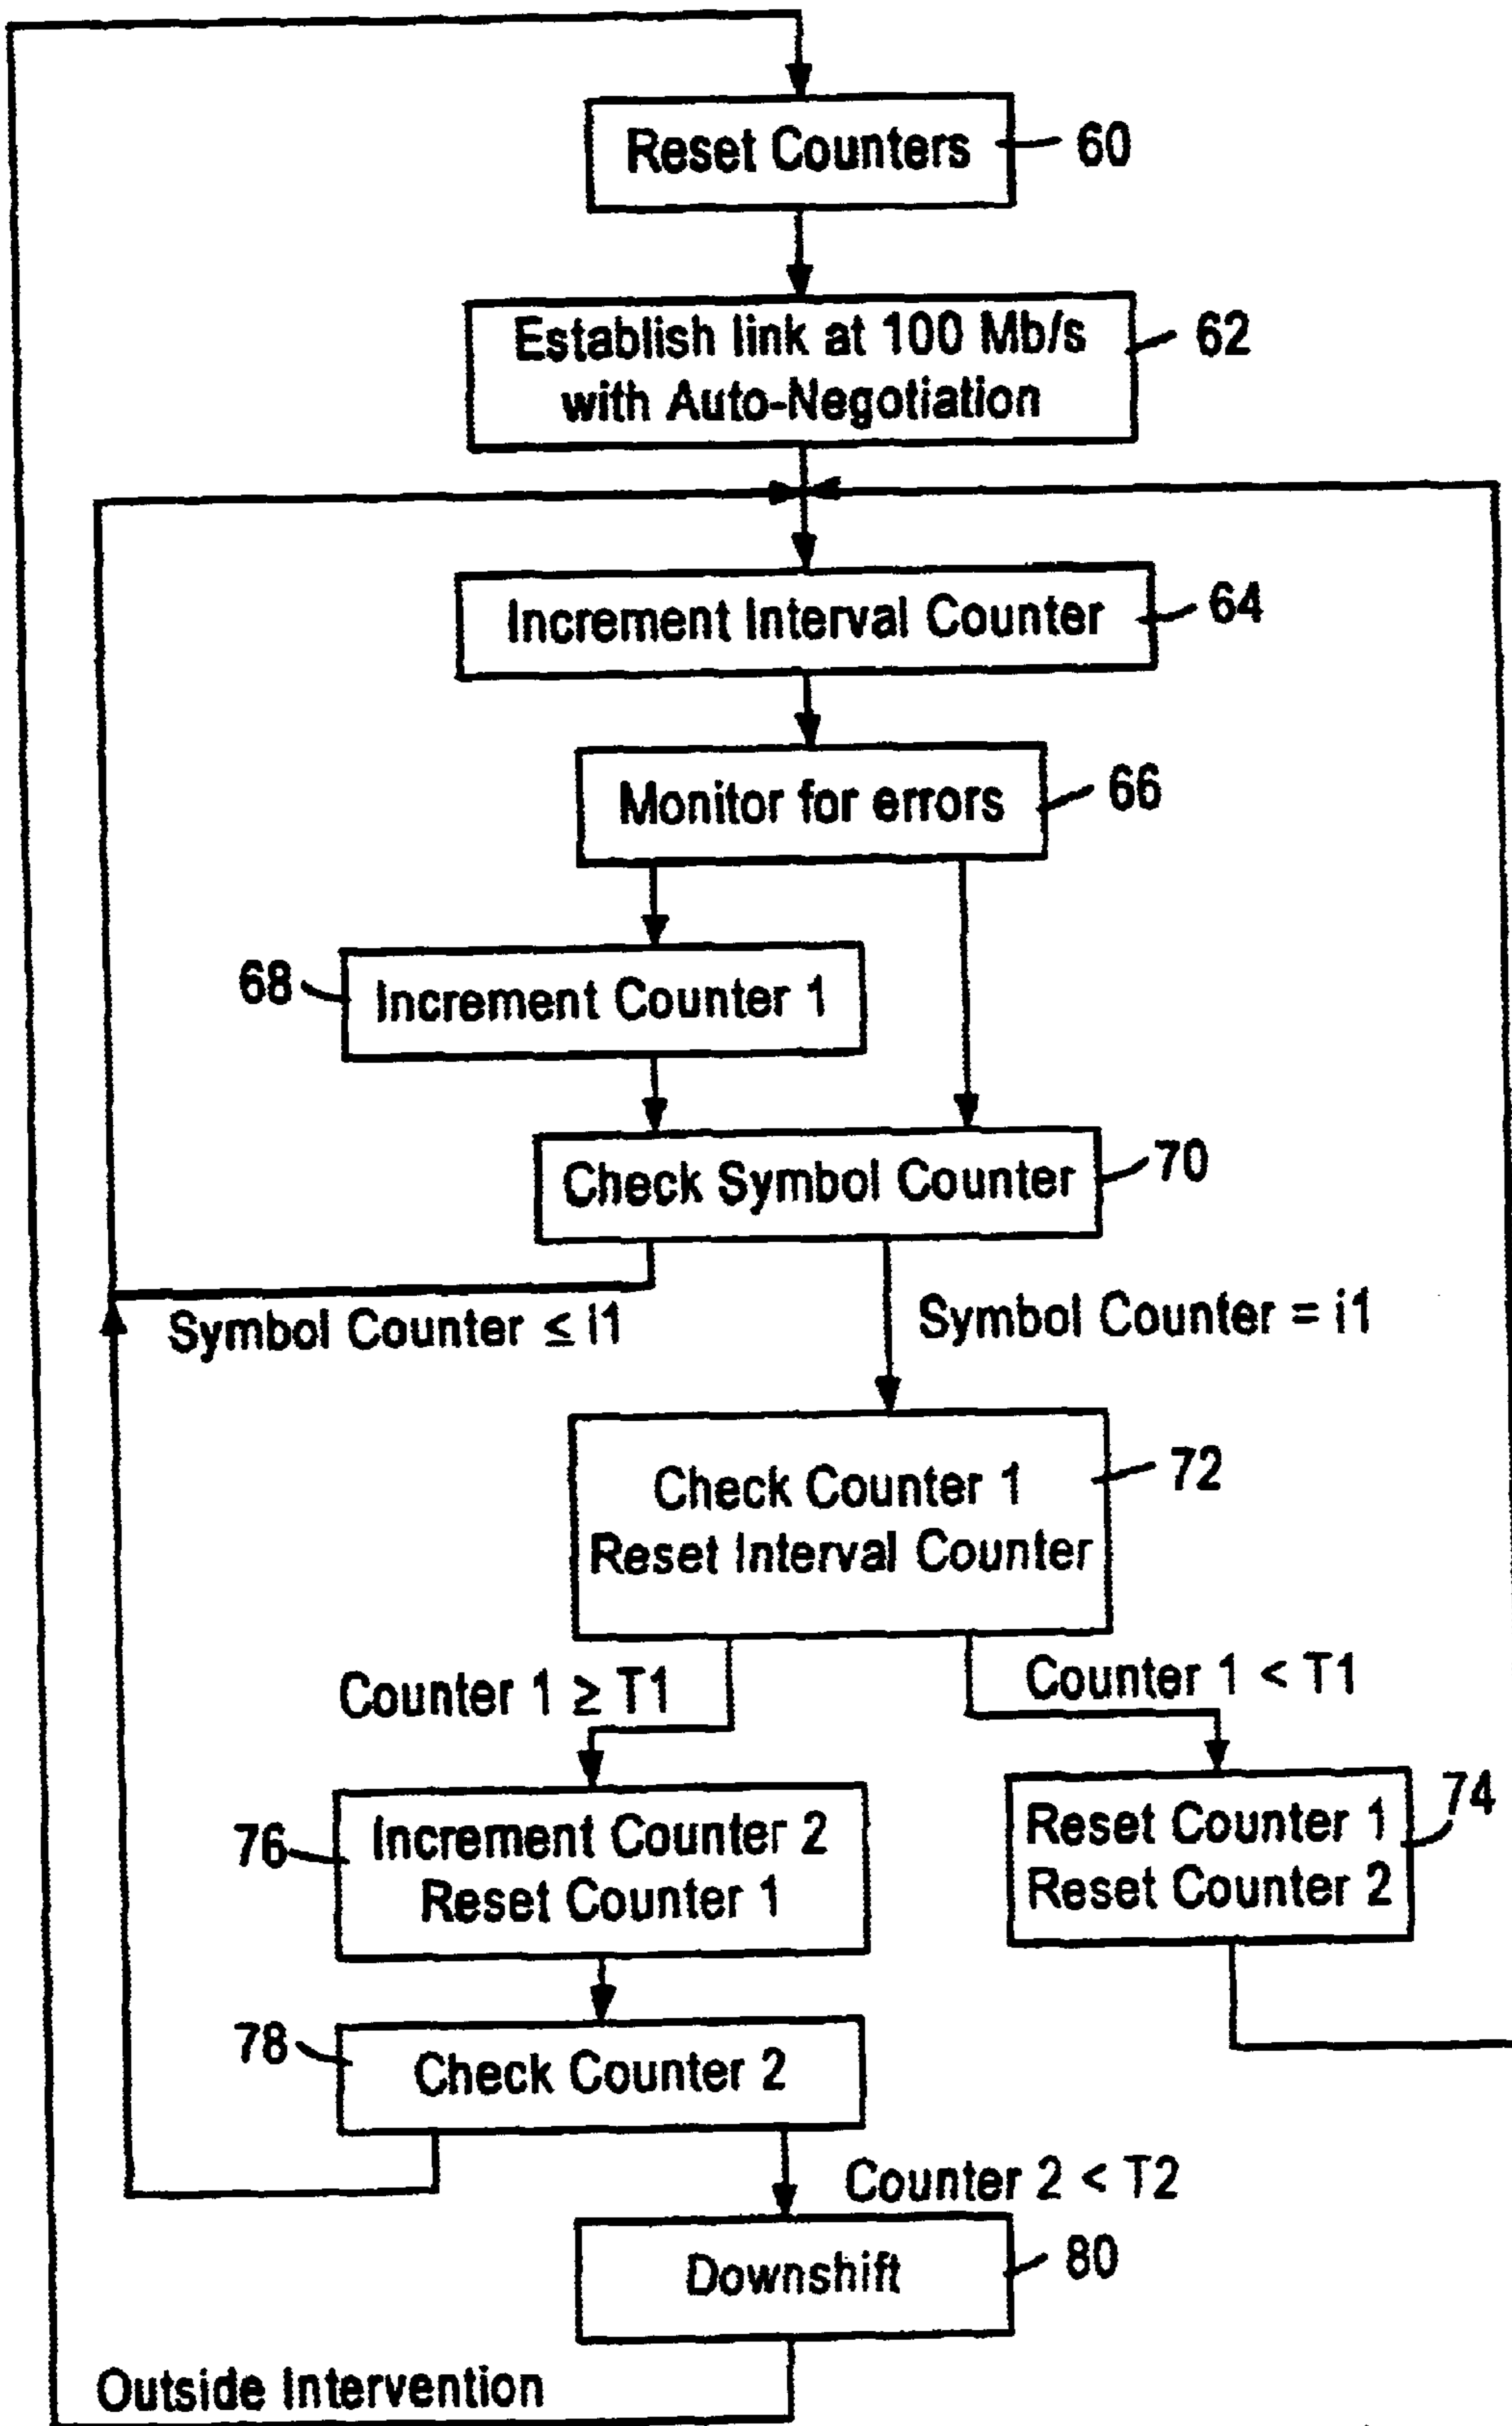 Reset Counters
60
Establish link at 100 Mb/s
with Auto-Negotiation
62
Increment Interval Counter
64
Monitor for errors
66
68
Increment Counter 1
Check Symbol Counter
70
Symbol Counter ≤ i1
Symbol Counter = i1
Check Counter 1
Reset Interval Counter
72
Counter 1 ≥ T1
Counter 1 < T1
76
Increment Counter 2
Reset Counter 1
Reset Counter 1
Reset Counter 2
74
78
Check Counter 2
Counter 2 < T2
Downshift
80
Outside Intervention